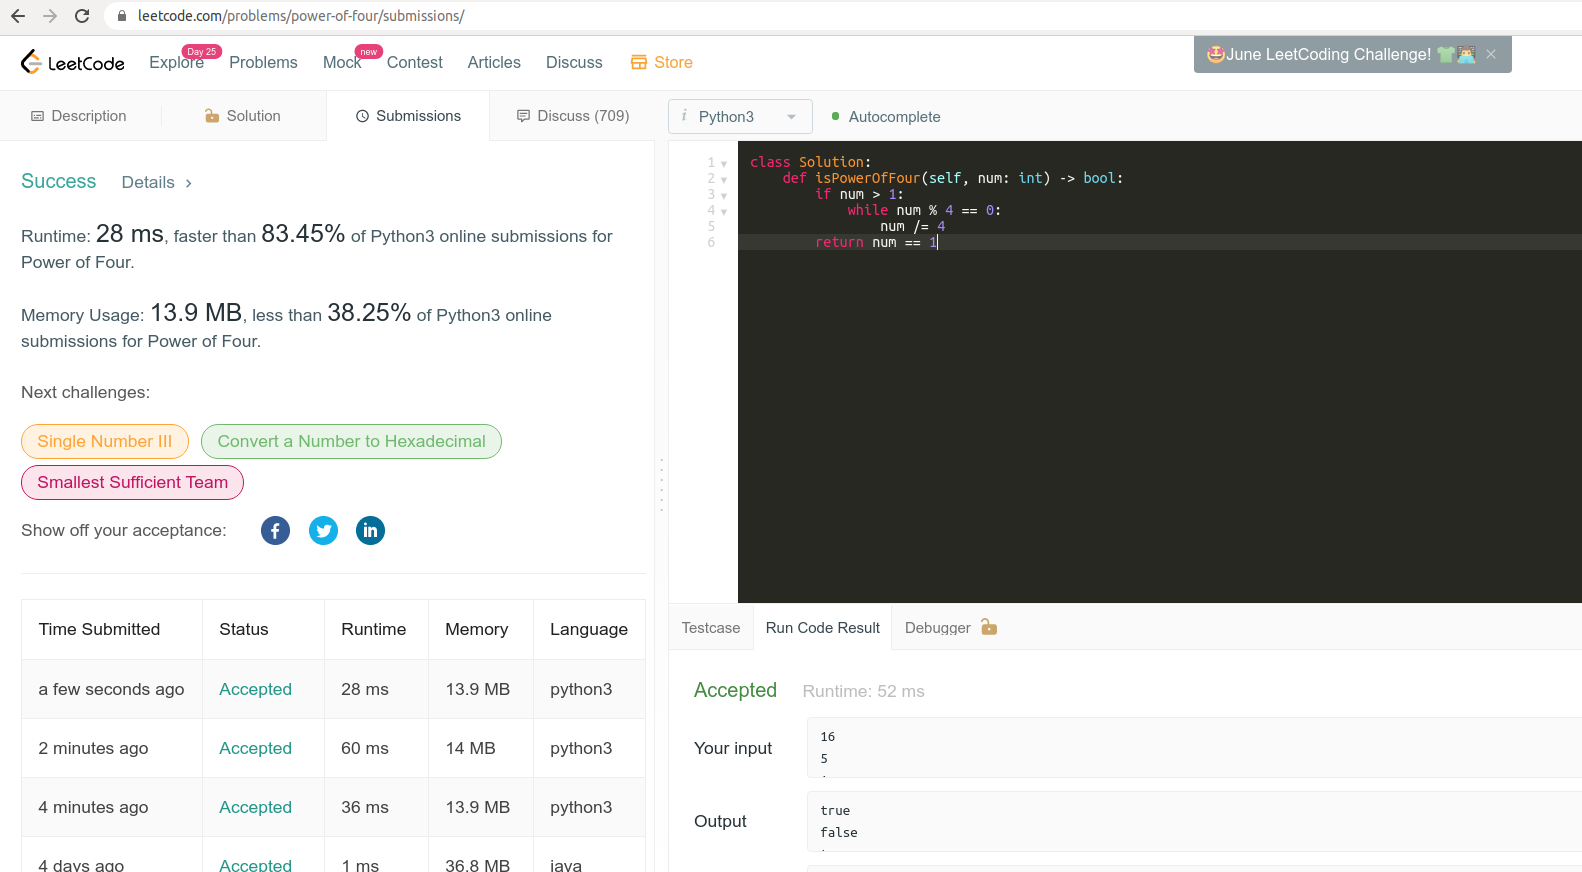 leetcode.com/problems/power-of-four/submissions/
LeetCode
Explore
Day 25
Problems
Mock
new
Contest
Articles
Discuss
Store
🤩June LeetCoding Challenge! 👕👨‍💻 ×
Description
Solution
Submissions
Discuss (709)
i Python3
Autocomplete
Success Details >
Runtime: 28 ms, faster than 83.45% of Python3 online submissions for
Power of Four.
Memory Usage: 13.9 MB, less than 38.25% of Python3 online
submissions for Power of Four.
Next challenges:
Single Number III
Convert a Number to Hexadecimal
Smallest Sufficient Team
Show off your acceptance:
f in
Time Submitted Status Runtime Memory Language
a few seconds ago Accepted 28 ms 13.9 MB python3
2 minutes ago Accepted 60 ms 14 MB python3
4 minutes ago Accepted 36 ms 13.9 MB python3
4 days ago Accepted 1 ms 36.8 MB java
1 class Solution:
2     def isPowerOfFour(self, num: int) -> bool:
3         if num > 1:
4             while num % 4 == 0:
5                 num /= 4
6         return num == 1
Testcase
Run Code Result
Debugger
Accepted Runtime: 52 ms
Your input
16
5
Output
true
false